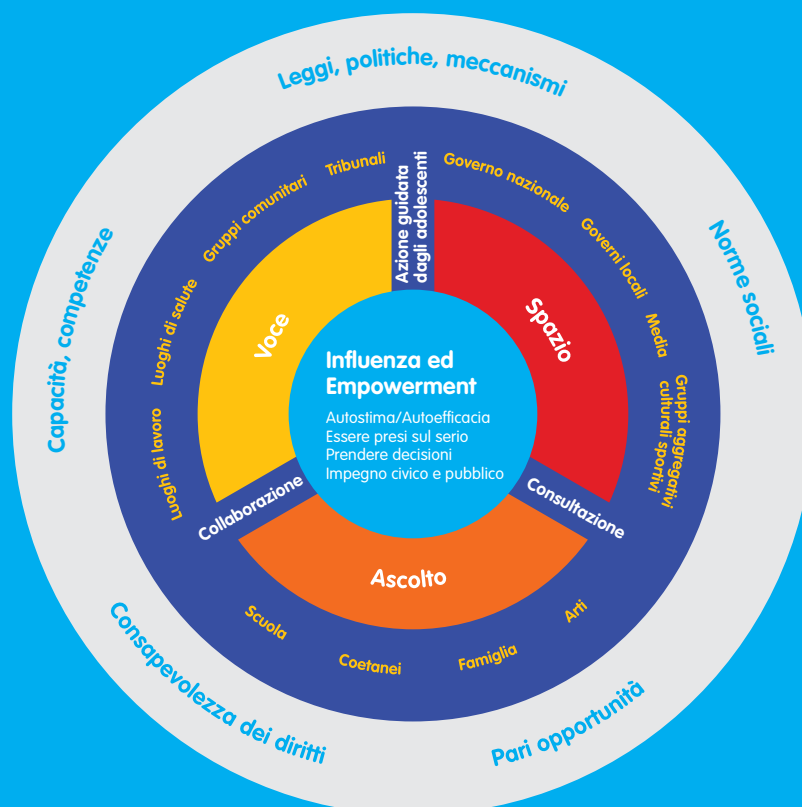 Leggi, politiche, meccanismi
Norme sociali
Pari opportunità
Consapevolezza dei diritti
Capacità, competenze
Tribunali
Governo nazionale
Governi locali
Media
Gruppi aggregativi
culturali sportivi
Arti
Famiglia
Coetanei
Scuola
Luoghi di lavoro
Luoghi di salute
Gruppi comunitari
Azione guidata
dagli adolescenti
Consultazione
Collaborazione
Voce
Spazio
Ascolto
Influenza ed
Empowerment
Autostima/Autoefficacia
Essere presi sul serio
Prendere decisioni
Impegno civico e pubblico